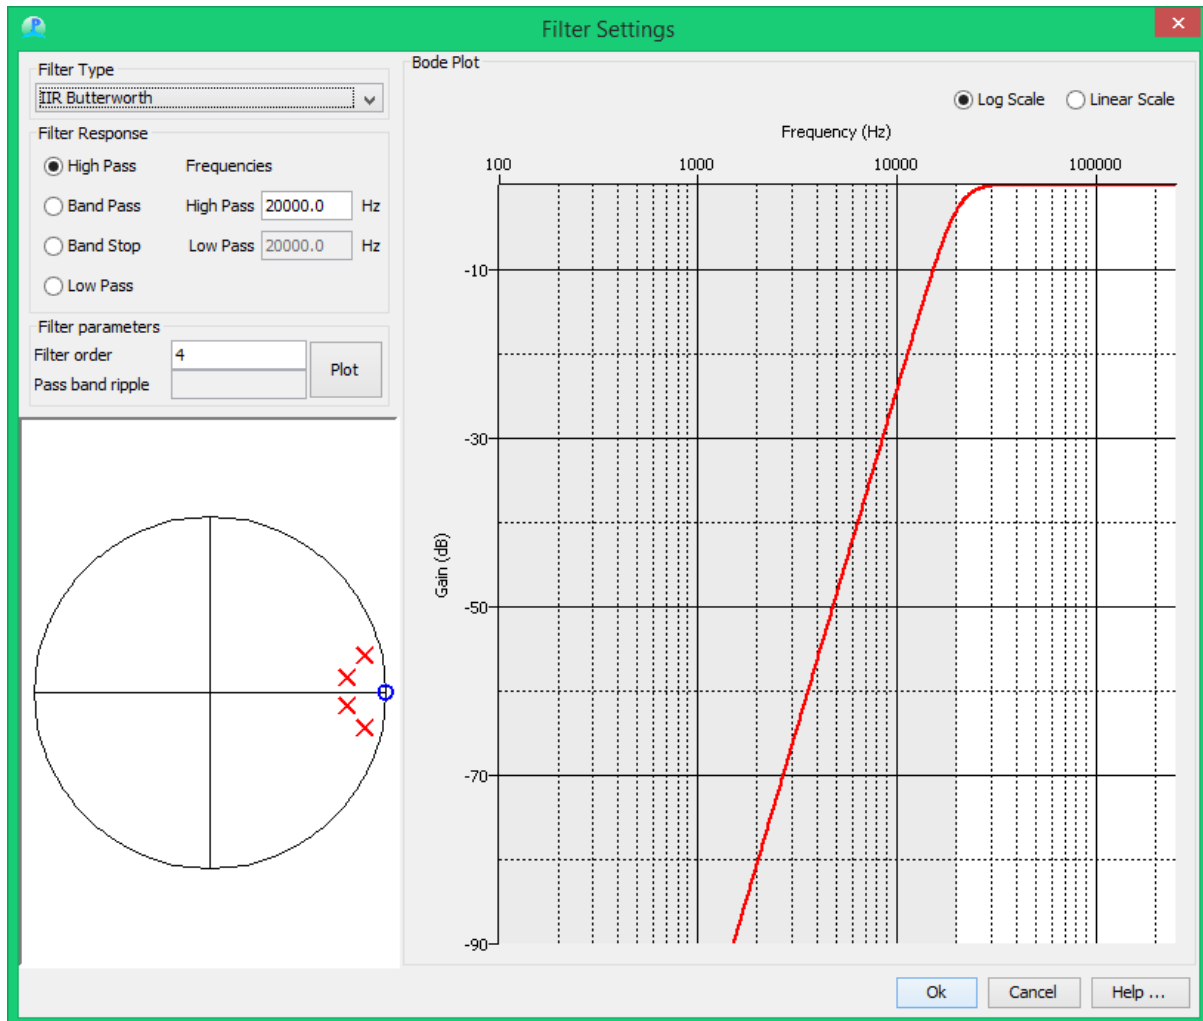 Filter Settings
Filter Type
IIR Butterworth
Filter Response
High Pass Frequencies
Band Pass High Pass 20000.0 Hz
Band Stop Low Pass 20000.0 Hz
Low Pass
Filter parameters
Filter order 4
Pass band ripple
Plot
Bode Plot
Log Scale Linear Scale
Frequency (Hz)
100 1000 10000 100000
-10
-30
Gain (dB)
-50
-70
-90
Ok Cancel Help ...